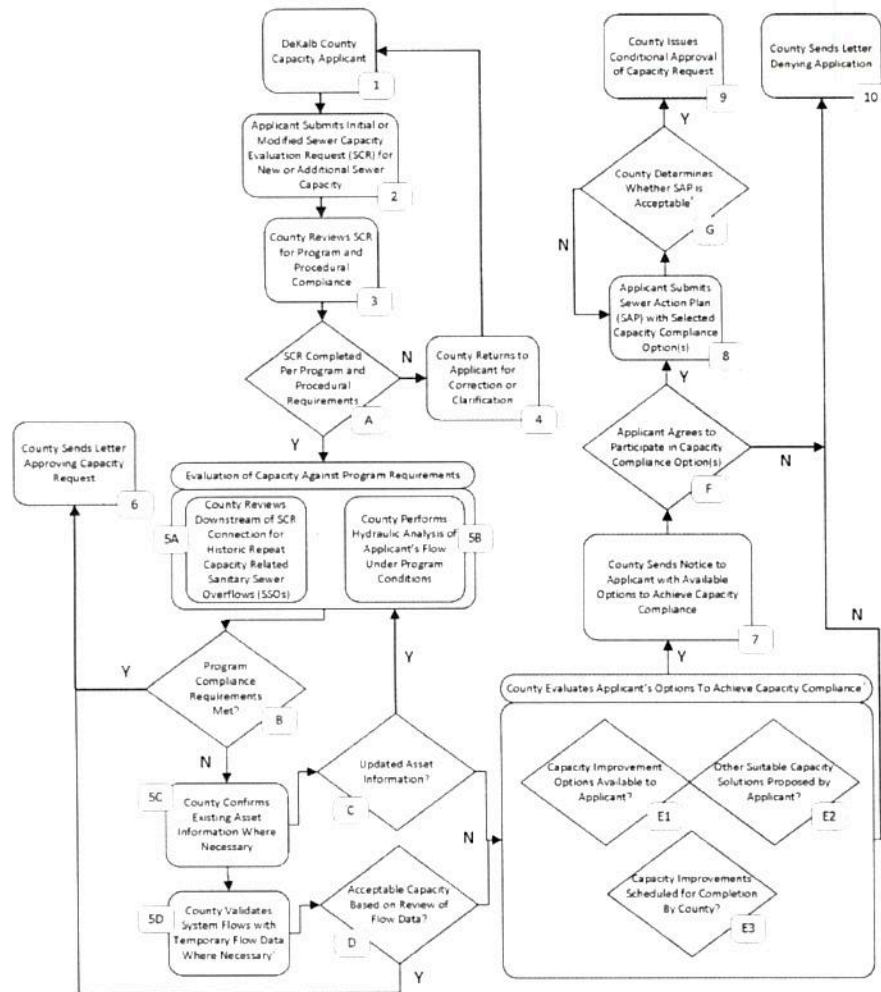 DeKalb County
Capacity Applicant
1
Applicant Submits Initial or
Modified Sewer Capacity
Evaluation Request (SCR) for
New or Additional Sewer
Capacity
2
County Reviews SCR
for Program and
Procedural
Compliance
3
SCR Completed
Per Program and
Procedural
Requirements
A
N
Y
County Returns to
Applicant for
Correction or
Clarification
4
County Sends Letter
Approving Capacity
Request
6
Evaluation of Capacity Against Program Requirements
5A
County Reviews
Downstream of SCR
Connection for
Historic Repeat
Capacity Related
Sanitary Sewer
Overflows (SSOs)
County Performs
Hydraulic Analysis of
Applicant's Flow
Under Program
Conditions
5B
Y
Program
Compliance
Requirements
Met?
B
N
Y
5C
County Confirms
Existing Asset
Information Where
Necessary
Updated Asset
Information?
C
N
5D
County Validates
System Flows with
Temporary Flow Data
Where Necessary'
Acceptable Capacity
Based on Review of
Flow Data?
D
Y
County Issues
Conditional Approval
of Capacity Request
9
County Sends Letter
Denying Application
10
Y
County Determines
Whether SAP is
Acceptable'
G
N
Applicant Submits
Sewer Action Plan
(SAP) with Selected
Capacity Compliance
Option(s)
8
Y
Applicant Agrees to
Participate in Capacity
Compliance Option(s)
F
N
County Sends Notice to
Applicant with Available
Options to Achieve Capacity
Compliance
7
N
Y
County Evaluates Applicant's Options To Achieve Capacity Compliance'
Capacity Improvement
Options Available to
Applicant?
E1
Other Suitable Capacity
Solutions Proposed by
Applicant?
E2
Capacity Improvements
Scheduled for Completion
By County?
E3